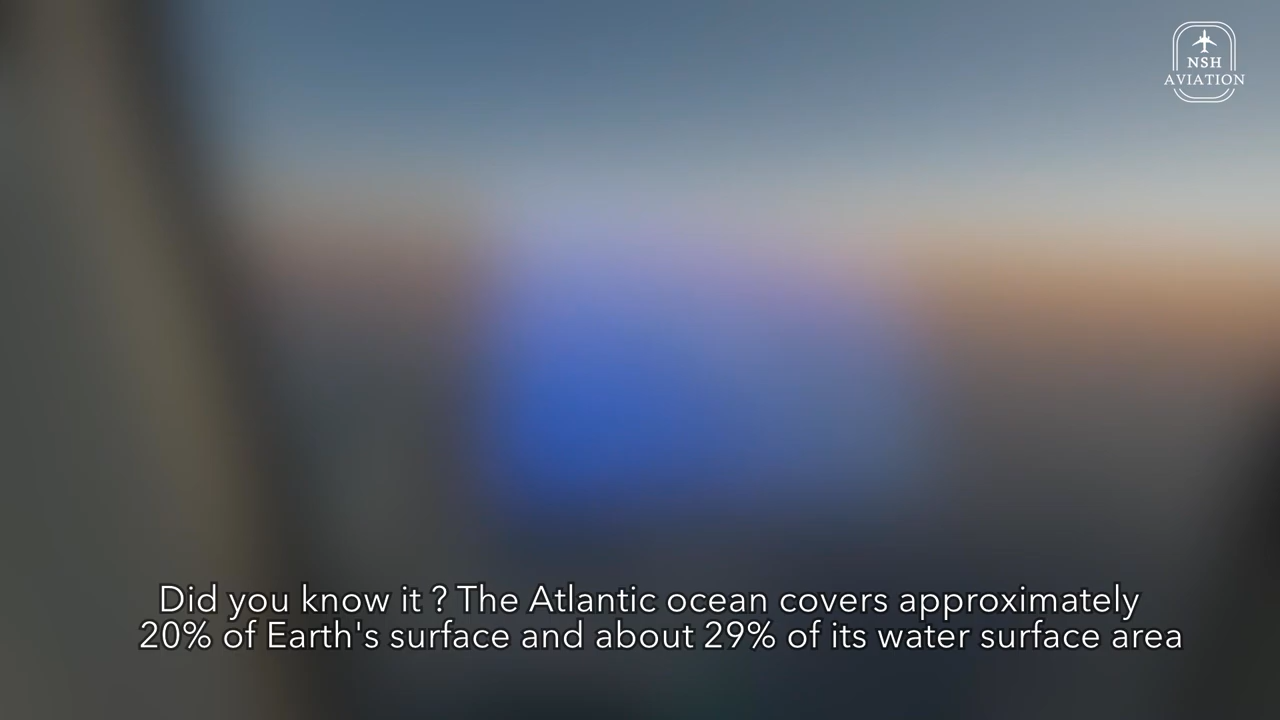 NSH
AVIATION
Did you know it ? The Atlantic ocean covers approximately
20% of Earth's surface and about 29% of its water surface area